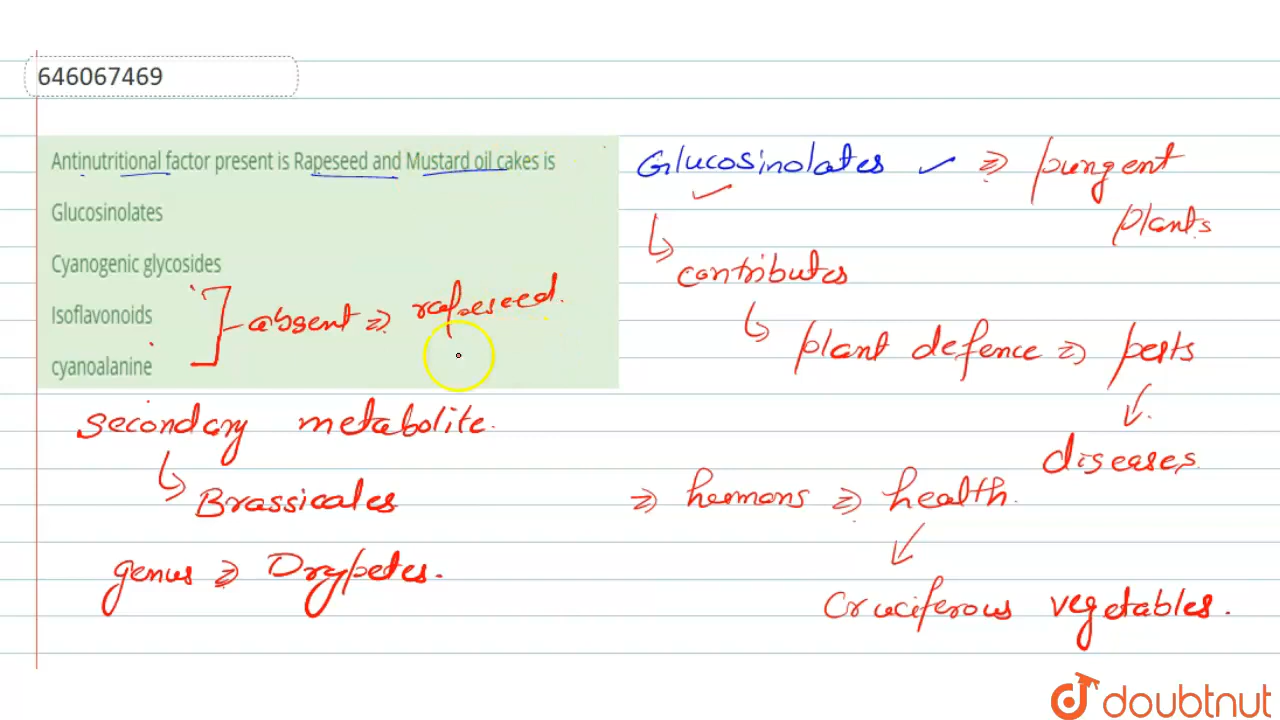 646067469
Antinutritional factor present is Rapeseed and Mustard oil cakes is
Glucosinolates
Cyanogenic glycosides
Isoflavonoids
cyanoalanine
absent ⇒ rapeseed.
Secondary metabolite.
↳ Brassicales
genus ⇒ Drypetes.
Glucosinolates ✓ ⇒ pungent
plants
↳ contributes
↳ plant defence ⇒ pests
↓
diseases
⇒ humans ⇒ health.
↓
Cruciferous vegetables.
doubtnut